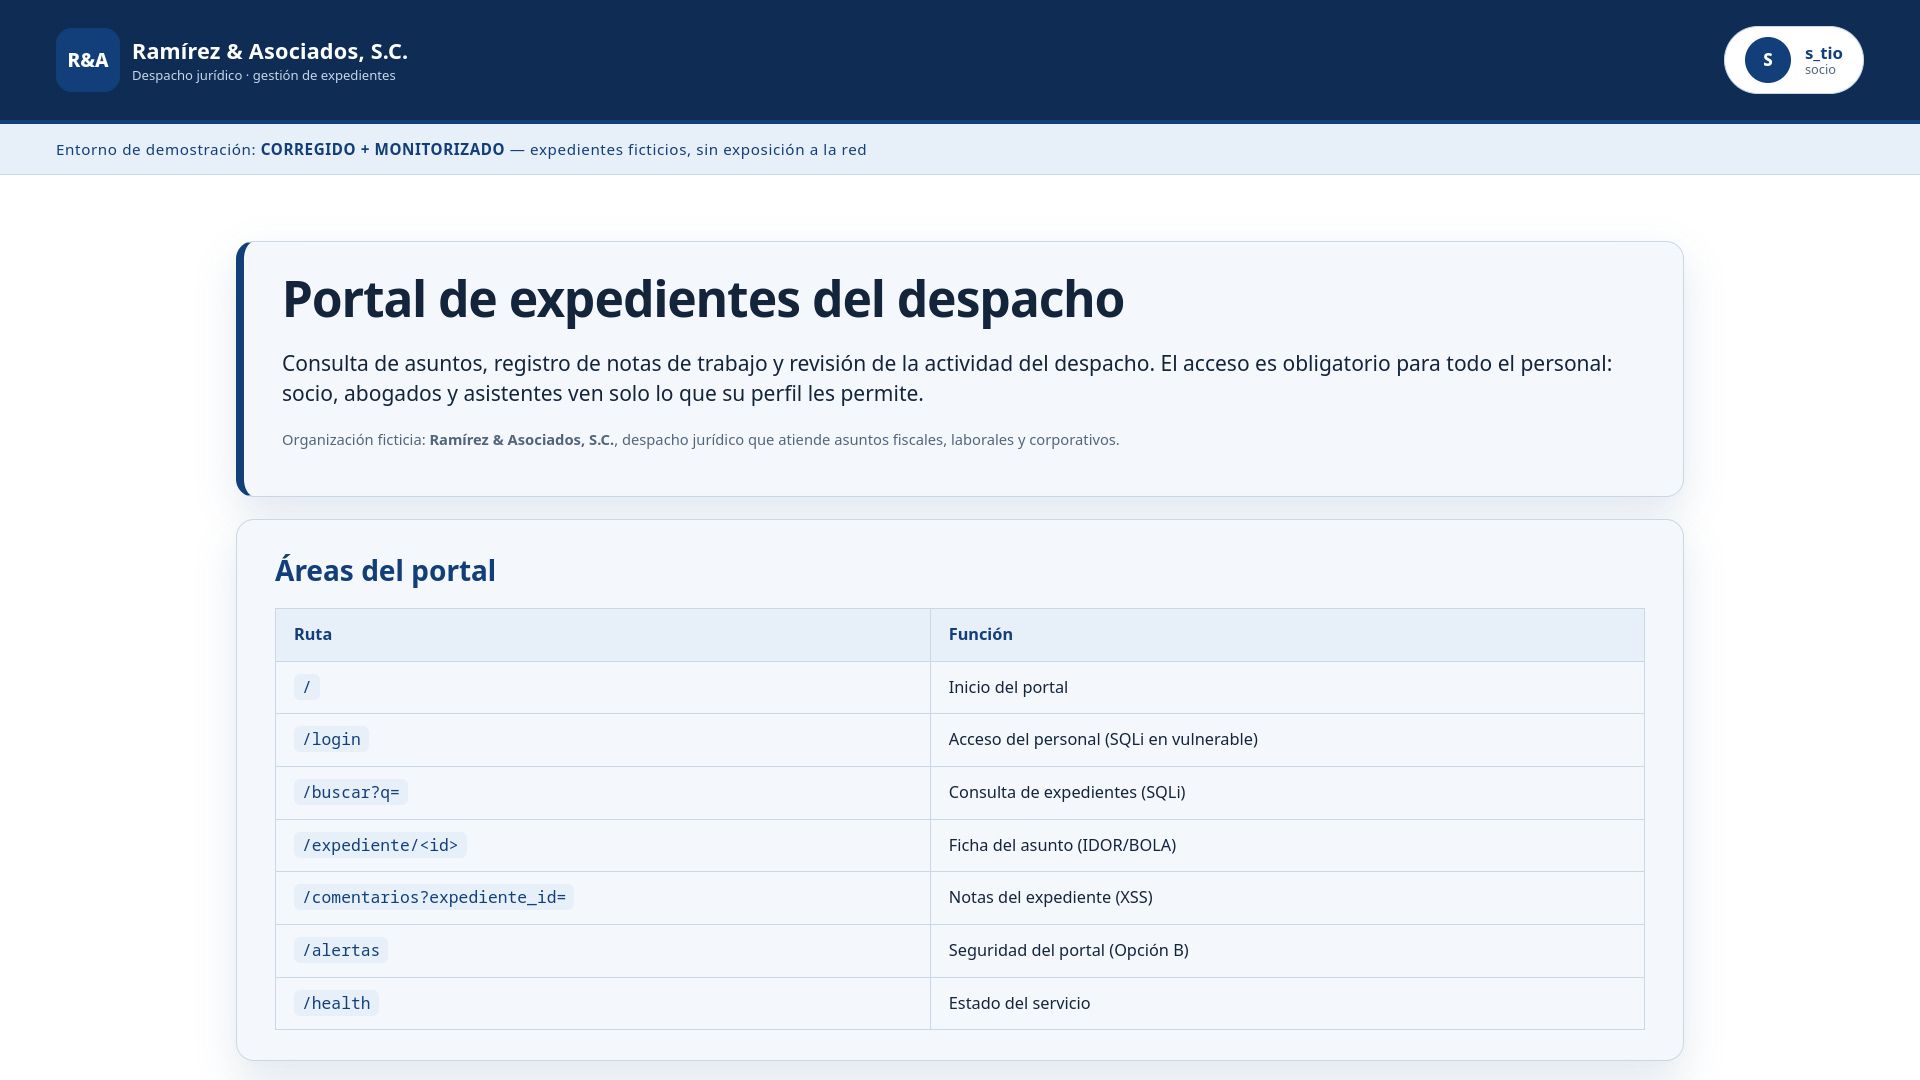 R&A
Ramírez & Asociados, S.C.
Despacho jurídico · gestión de expedientes
S
s_tio
socio
Entorno de demostración: CORREGIDO + MONITORIZADO — expedientes ficticios, sin exposición a la red
Portal de expedientes del despacho
Consulta de asuntos, registro de notas de trabajo y revisión de la actividad del despacho. El acceso es obligatorio para todo el personal:
socio, abogados y asistentes ven solo lo que su perfil les permite.
Organización ficticia: Ramírez & Asociados, S.C., despacho jurídico que atiende asuntos fiscales, laborales y corporativos.
Áreas del portal
Ruta Función
/ Inicio del portal
/login Acceso del personal (SQLi en vulnerable)
/buscar?q= Consulta de expedientes (SQLi)
/expediente/<id> Ficha del asunto (IDOR/BOLA)
/comentarios?expediente_id= Notas del expediente (XSS)
/alertas Seguridad del portal (Opción B)
/health Estado del servicio